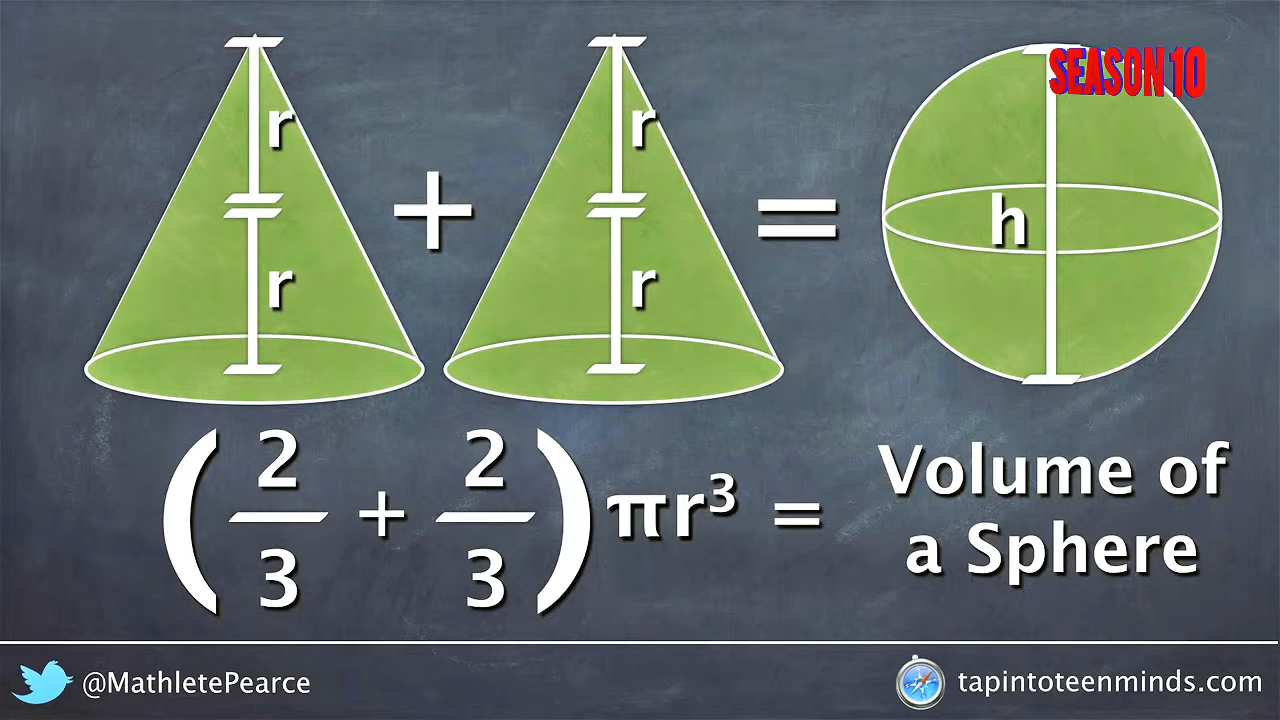 SEASON 10
r + r = h
r r
(2/3 + 2/3) πr³ = Volume of
a Sphere
@MathletePearce
tapintoteenminds.com